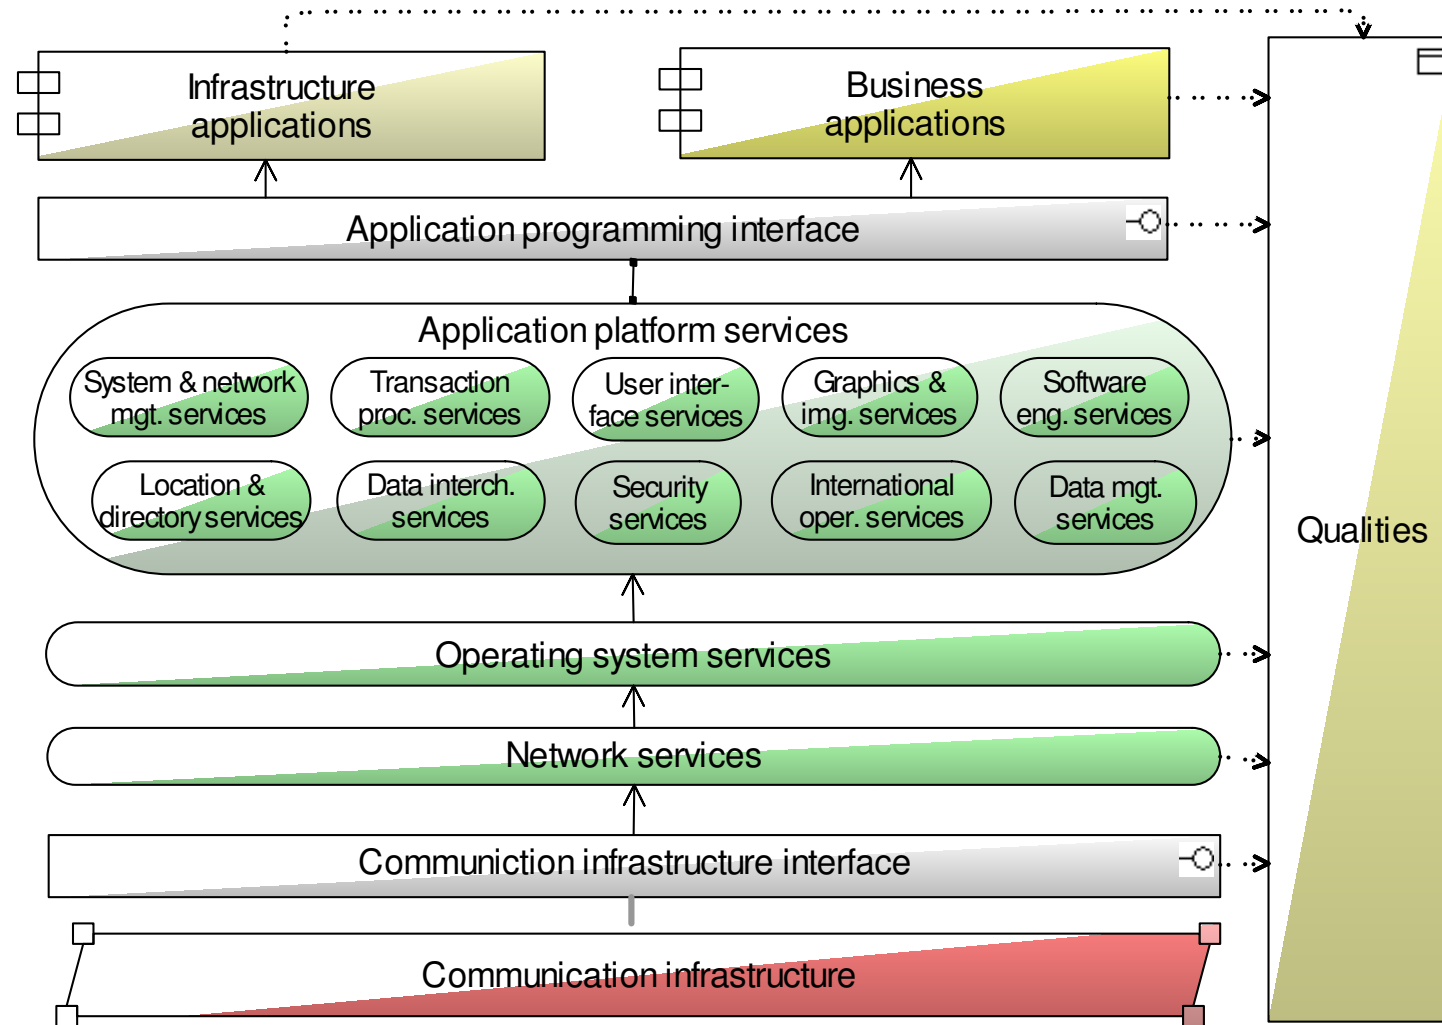 Infrastructure
applications
Business
applications
Application programming interface
Application platform services
System & network
mgt. services
Transaction
proc. services
User inter-
face services
Graphics &
img. services
Software
eng. services
Location &
directory services
Data interch.
services
Security
services
International
oper. services
Data mgt.
services
Qualities
Operating system services
Network services
Communiction infrastructure interface
Communication infrastructure